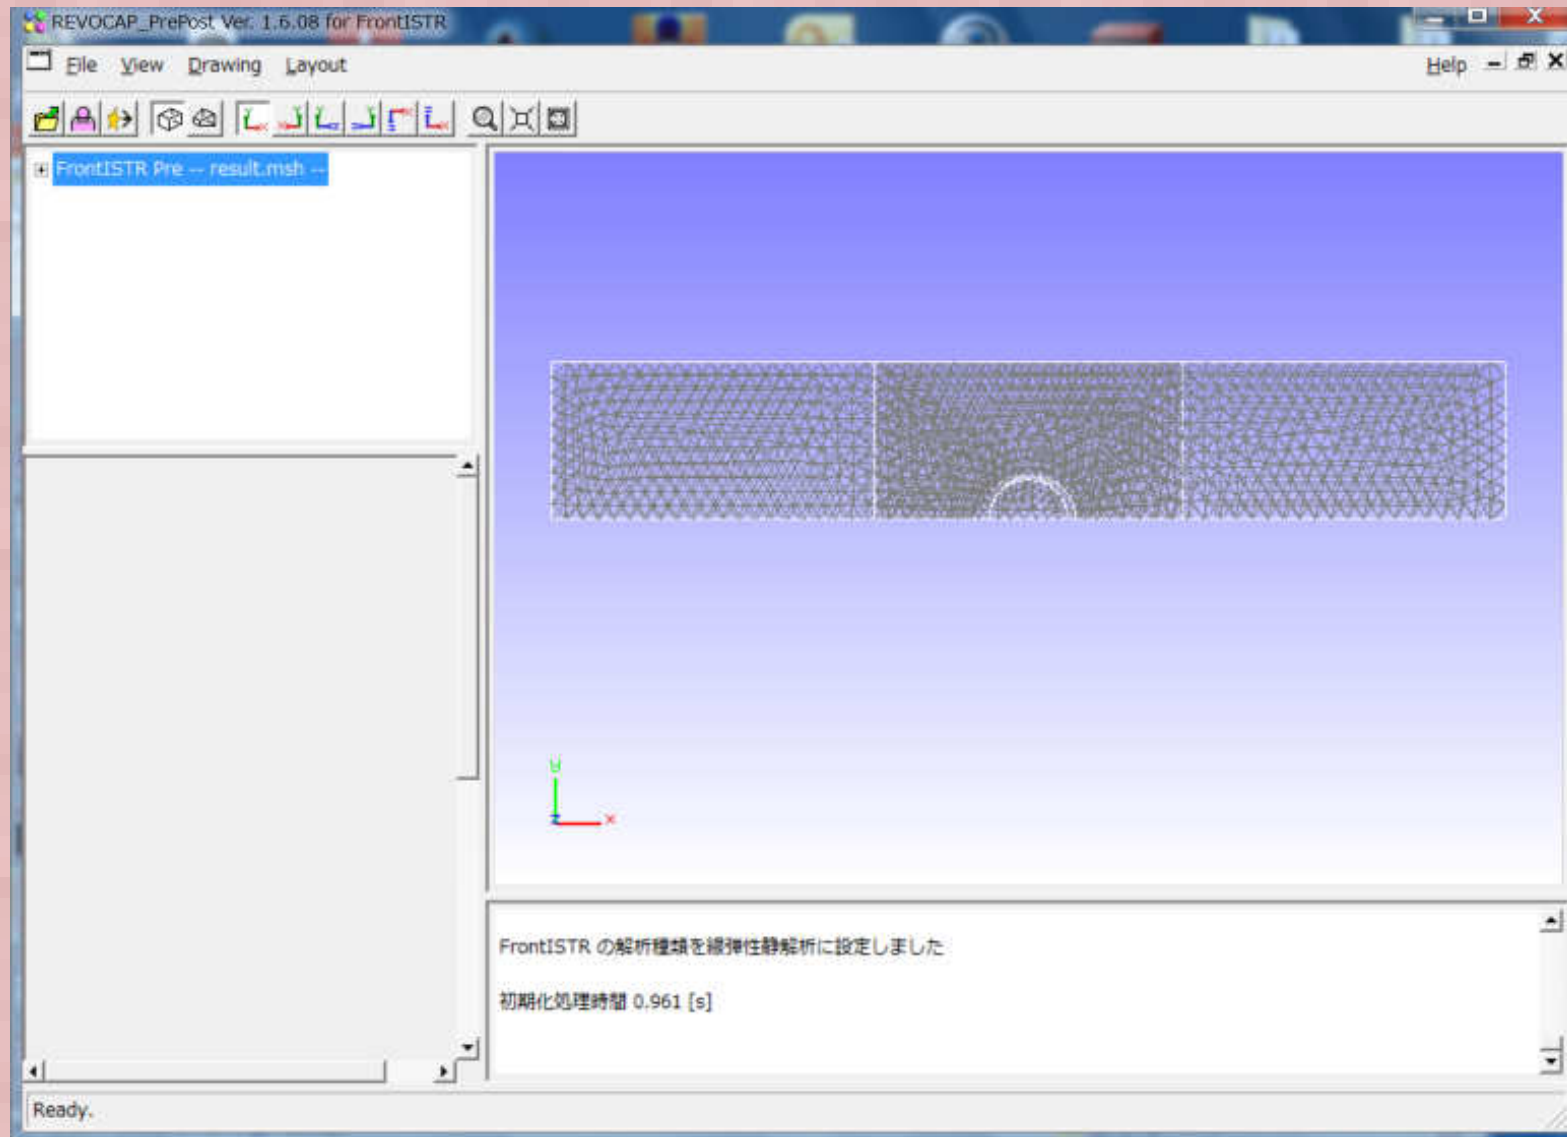 REVOCAP_PrePost Ver. 1.6.08 for FrontISTR
File View Drawing Layout Help
FrontISTR Pre -- result.msh --
y
z x
FrontISTR の解析種類を線弾性静解析に設定しました
初期化処理時間 0.961 [s]
Ready.